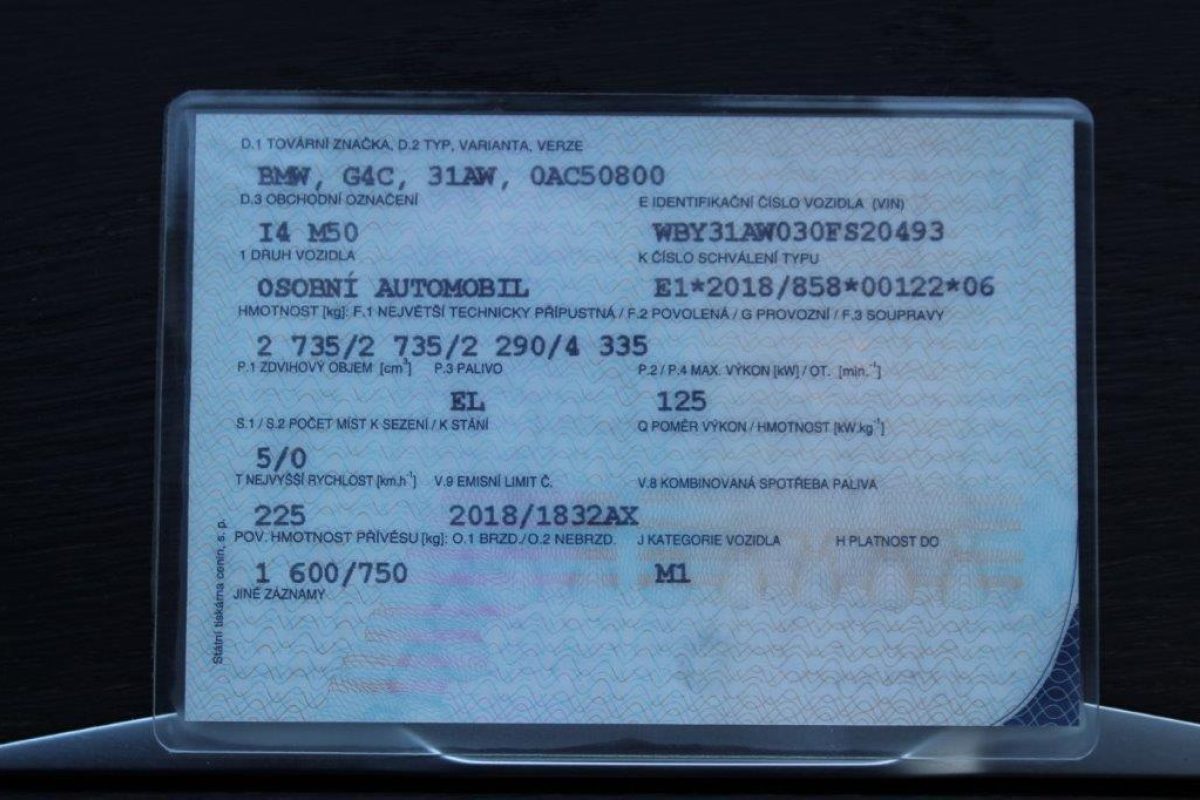 D.1 TOVÁRNÍ ZNAČKA, D.2 TYP, VARIANTA, VERZE
BMW, G4C, 31AW, 0AC50800
D.3 OBCHODNÍ OZNAČENÍ E IDENTIFIKAČNÍ ČÍSLO VOZIDLA (VIN)
I4 M50 WBY31AW030FS20493
1 DRUH VOZIDLA K ČÍSLO SCHVÁLENÍ TYPU
OSOBNÍ AUTOMOBIL E1*2018/858*00122*06
HMOTNOST [kg]: F.1 NEJVĚTŠÍ TECHNICKY PŘÍPUSTNÁ / F.2 POVOLENÁ / G PROVOZNÍ / F.3 SOUPRAVY
2 735/2 735/2 290/4 335
P.1 ZDVIHOVÝ OBJEM [cm³] P.3 PALIVO P.2 / P.4 MAX. VÝKON [kW] / OT. [min.⁻¹]
EL 125
S.1 / S.2 POČET MÍST K SEZENÍ / K STÁNÍ Q POMĚR VÝKON / HMOTNOST [kW.kg⁻¹]
5/0
T NEJVYŠŠÍ RYCHLOST [km.h⁻¹] V.9 EMISNÍ LIMIT Č. V.8 KOMBINOVANÁ SPOTŘEBA PALIVA
225 2018/1832AX
POV. HMOTNOST PŘÍVĚSU [kg]: O.1 BRZD./O.2 NEBRZD. J KATEGORIE VOZIDLA H PLATNOST DO
1 600/750 M1
JINÉ ZÁZNAMY
Státní tiskárna cenin, s. p.